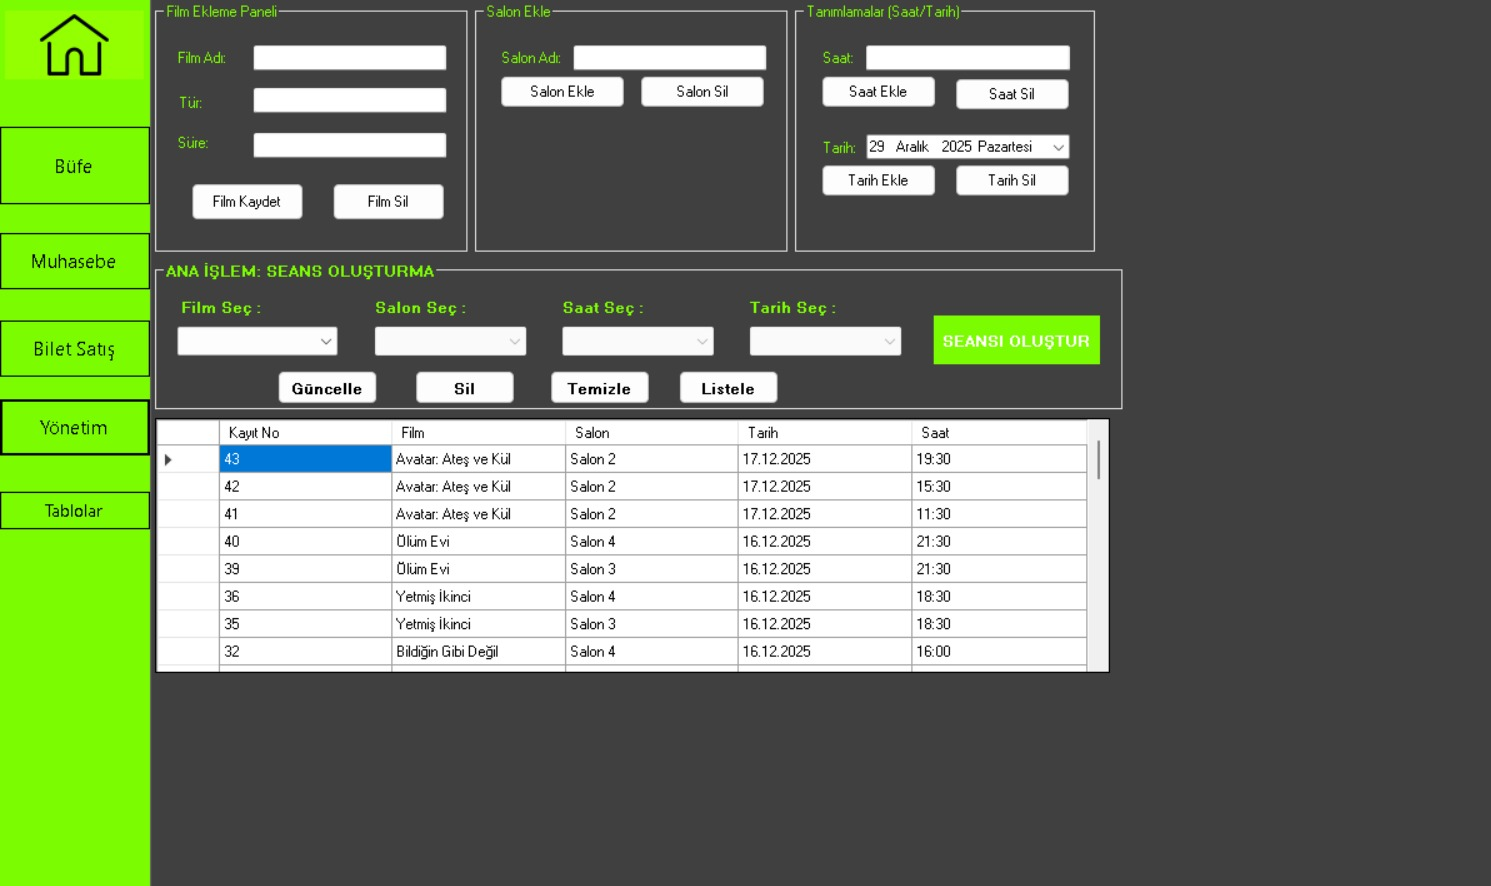 Büfe
Muhasebe
Bilet Satış
Yönetim
Tablolar
Film Ekleme Paneli
Film Adı:
Tür:
Süre:
Film Kaydet Film Sil
Salon Ekle
Salon Adı:
Salon Ekle Salon Sil
Tanımlamalar (Saat/Tarih)
Saat:
Saat Ekle Saat Sil
Tarih: 29 Aralık 2025 Pazartesi
Tarih Ekle Tarih Sil
ANA İŞLEM: SEANS OLUŞTURMA
Film Seç : Salon Seç : Saat Seç : Tarih Seç :
SEANSI OLUŞTUR
Güncelle Sil Temizle Listele
Kayıt No Film Salon Tarih Saat
43 Avatar: Ateş ve Kül Salon 2 17.12.2025 19:30
42 Avatar: Ateş ve Kül Salon 2 17.12.2025 15:30
41 Avatar: Ateş ve Kül Salon 2 17.12.2025 11:30
40 Ölüm Evi Salon 4 16.12.2025 21:30
39 Ölüm Evi Salon 3 16.12.2025 21:30
36 Yetmiş İkinci Salon 4 16.12.2025 18:30
35 Yetmiş İkinci Salon 3 16.12.2025 18:30
32 Bildiğin Gibi Değil Salon 4 16.12.2025 16:00